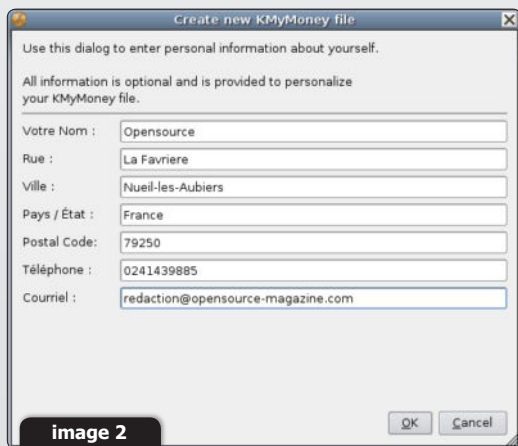 Create new KMyMoney file
Use this dialog to enter personal information about yourself.
All information is optional and is provided to personalize
your KMyMoney file.
Votre Nom : Opensource
Rue : La Favriere
Ville : Nueil-les-Aubiers
Pays / État : France
Postal Code: 79250
Téléphone : 0241439885
Courriel : redaction@opensource-magazine.com
OK Cancel
image 2